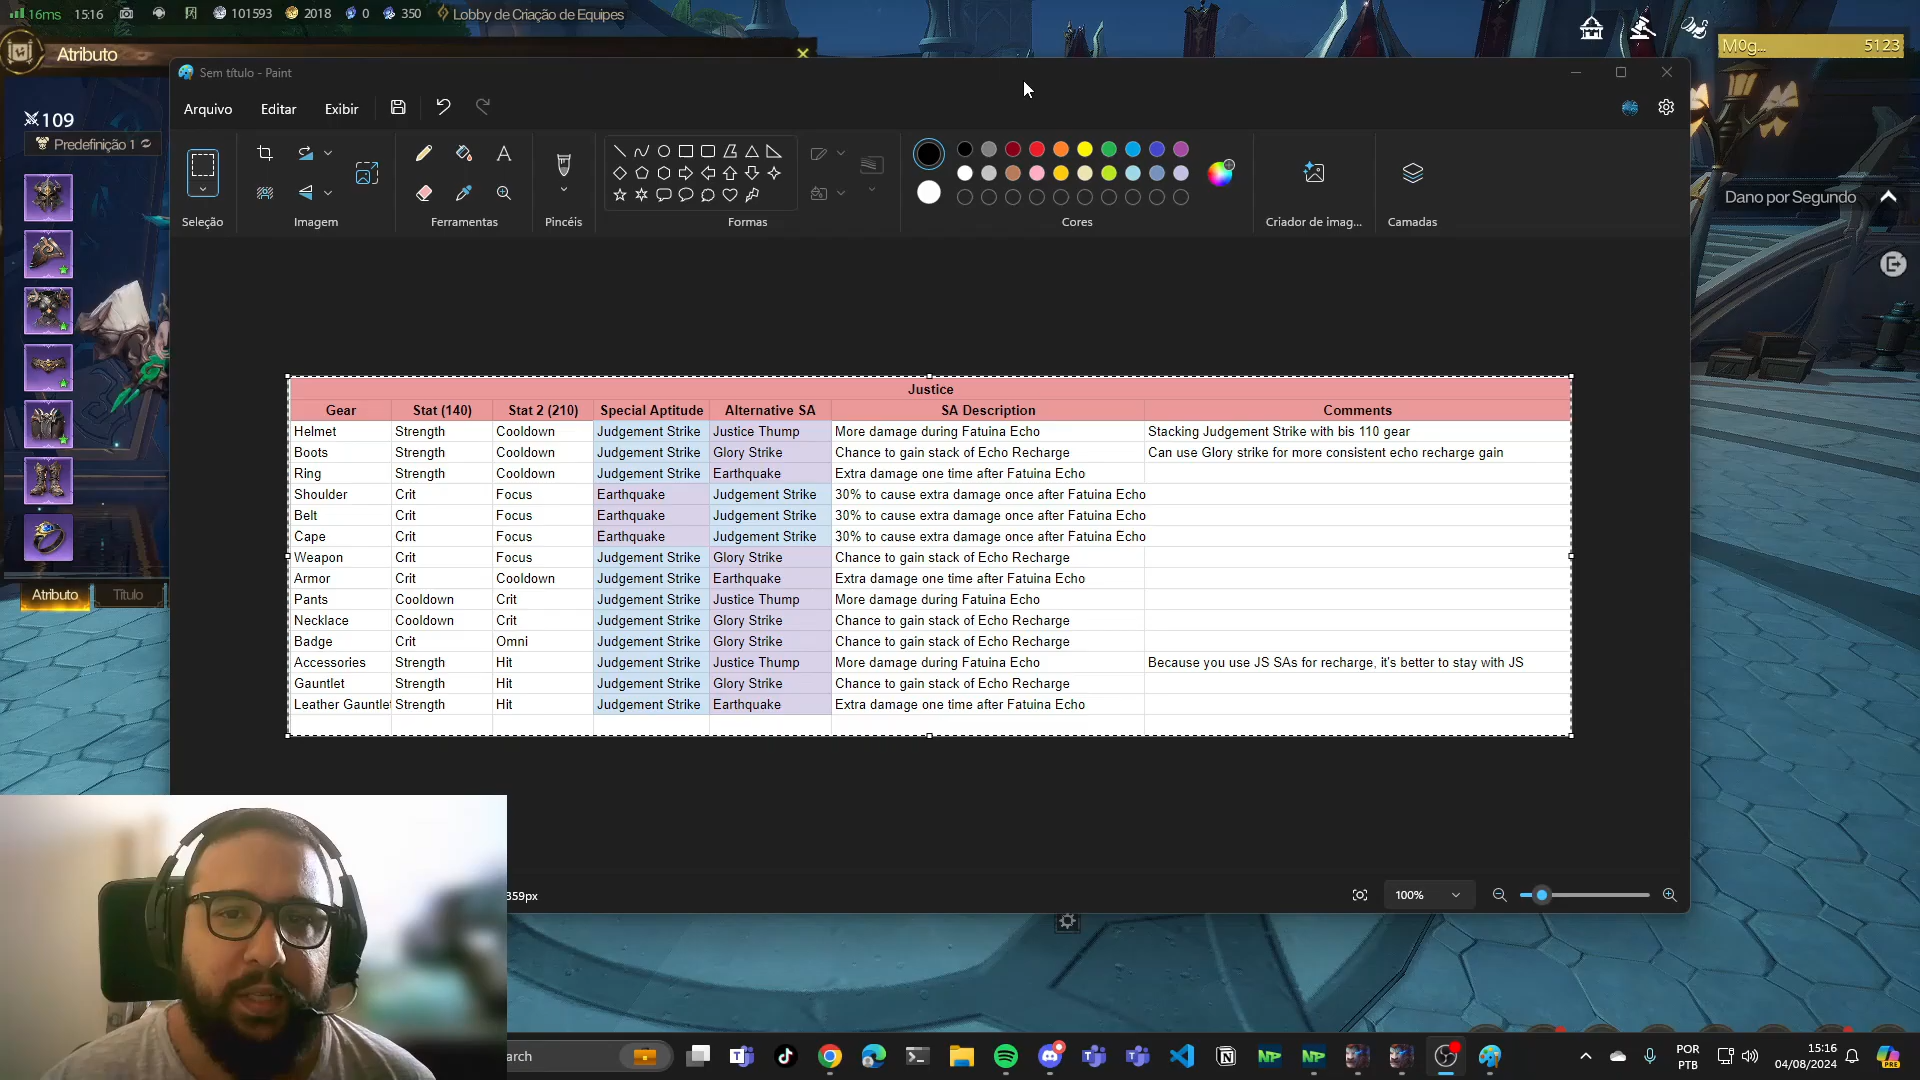 16ms 15:16 101593 2018 0 350 Lobby de Criação de Equipes
Atributo
M0g... 5123
Sem título - Paint
Arquivo Editar Exibir
109
Predefinição 1
Seleção Imagem Ferramentas Pincéis Formas Cores Criador de imag... Camadas
Dano por Segundo
Justice
Gear Stat (140) Stat 2 (210) Special Aptitude Alternative SA SA Description Comments
Helmet Strength Cooldown Judgement Strike Justice Thump More damage during Fatuina Echo Stacking Judgement Strike with bis 110 gear
Boots Strength Cooldown Judgement Strike Glory Strike Chance to gain stack of Echo Recharge Can use Glory strike for more consistent echo recharge gain
Ring Strength Cooldown Judgement Strike Earthquake Extra damage one time after Fatuina Echo
Shoulder Crit Focus Earthquake Judgement Strike 30% to cause extra damage once after Fatuina Echo
Belt Crit Focus Earthquake Judgement Strike 30% to cause extra damage once after Fatuina Echo
Cape Crit Focus Earthquake Judgement Strike 30% to cause extra damage once after Fatuina Echo
Weapon Crit Focus Judgement Strike Glory Strike Chance to gain stack of Echo Recharge
Armor Crit Cooldown Judgement Strike Earthquake Extra damage one time after Fatuina Echo
Pants Cooldown Crit Judgement Strike Justice Thump More damage during Fatuina Echo
Necklace Cooldown Crit Judgement Strike Glory Strike Chance to gain stack of Echo Recharge
Badge Crit Omni Judgement Strike Glory Strike Chance to gain stack of Echo Recharge
Accessories Strength Hit Judgement Strike Justice Thump More damage during Fatuina Echo Because you use JS SAs for recharge, it's better to stay with JS
Gauntlet Strength Hit Judgement Strike Glory Strike Chance to gain stack of Echo Recharge
Leather Gauntlet Strength Hit Judgement Strike Earthquake Extra damage one time after Fatuina Echo
Atributo Título
359px 100%
arch
POR 15:16
PTB 04/08/2024